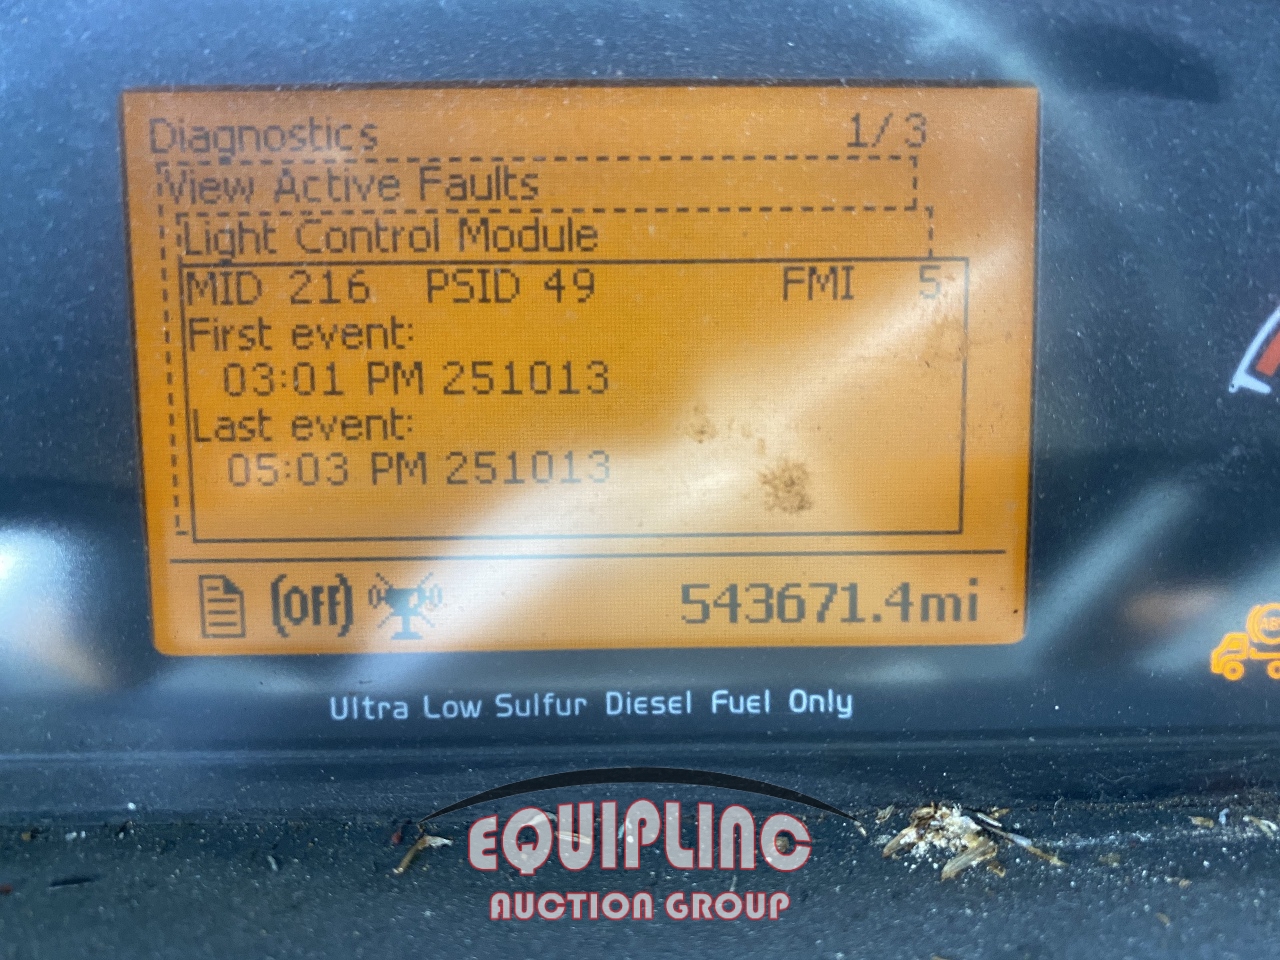 Diagnostics 1/3
View Active Faults
Light Control Module
MID 216 PSID 49 FMI 5
First event:
03:01 PM 251013
Last event:
05:03 PM 251013
(OFF) 543671.4mi
ABS
Ultra Low Sulfur Diesel Fuel Only
EQUIPLINC
AUCTION GROUP